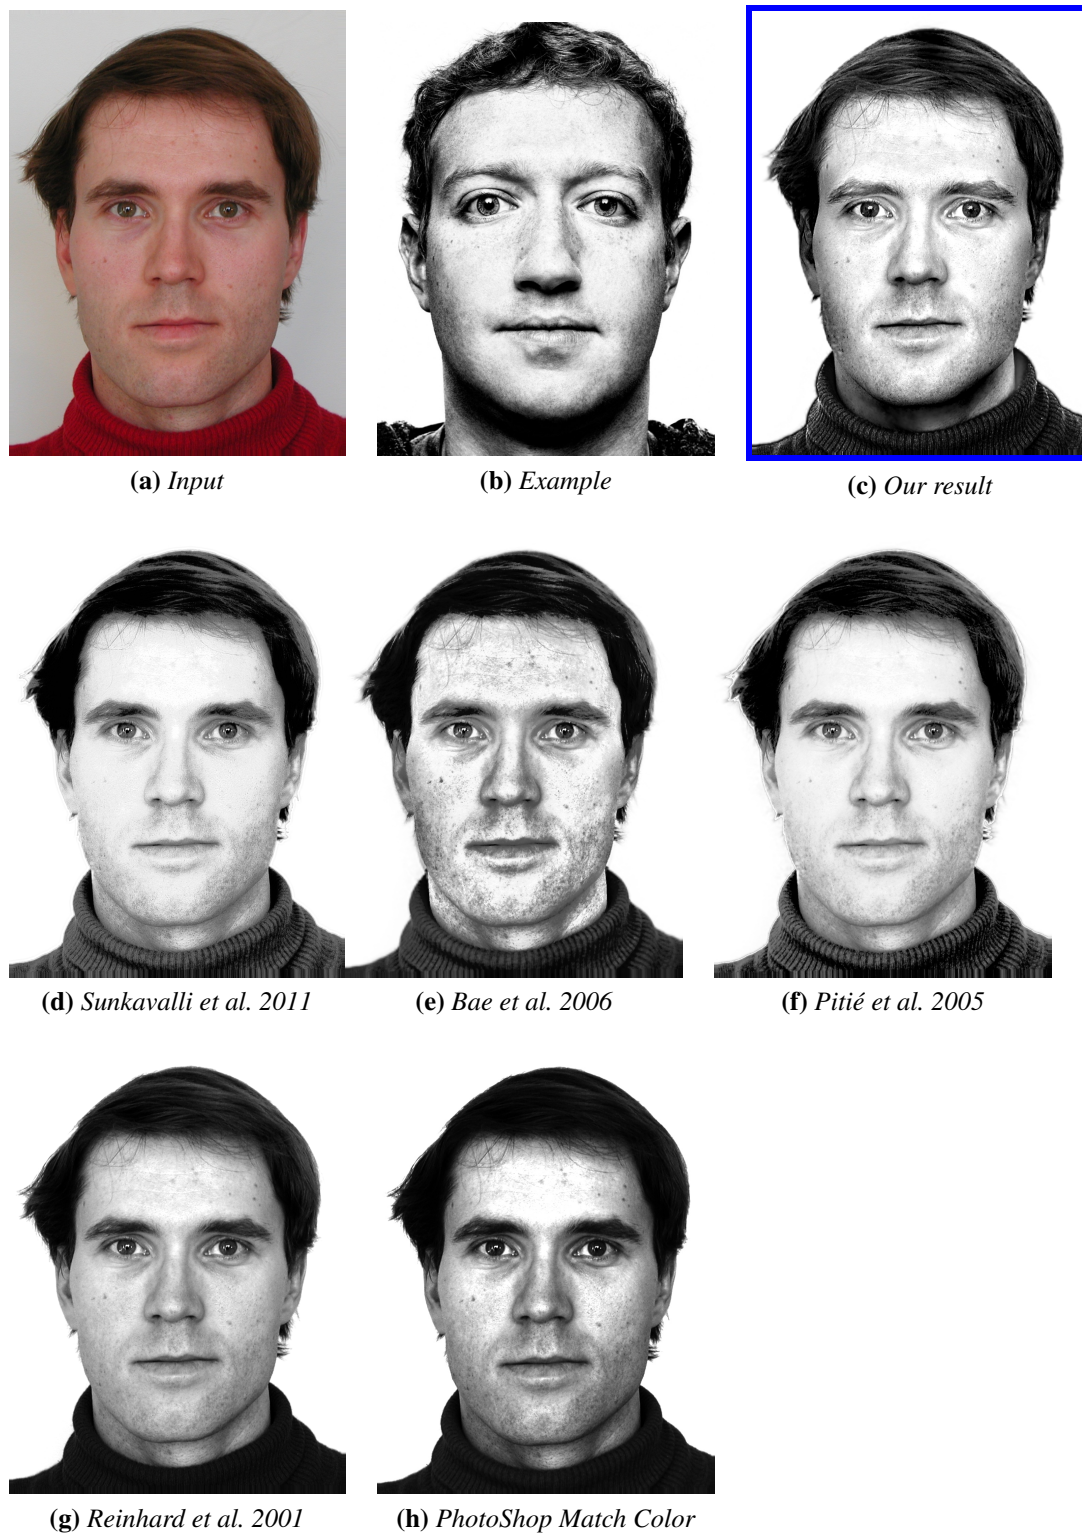 (a) Input
(b) Example
(c) Our result
(d) Sunkavalli et al. 2011
(e) Bae et al. 2006
(f) Pitié et al. 2005
(g) Reinhard et al. 2001
(h) PhotoShop Match Color